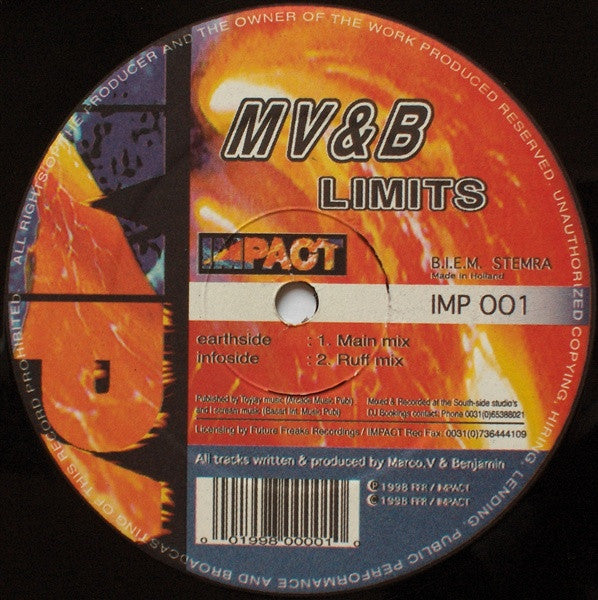 ALL RIGHTS OF THE PRODUCER AND THE OWNER OF THE WORK PRODUCED RESERVED. UNAUTHORIZED COPYING, HIRING, LENDING, PUBLIC PERFORMANCE AND BROADCASTING OF THIS RECORD PROHIBITED.
MV&B
LIMITS
IMPACT
B.I.E.M. STEMRA
Made in Holland
IMP 001
earthside : 1. Main mix
infoside : 2. Ruff mix
Mixed & Recorded at the South-side studio's
DJ Bookings contact: Phone 0031(0)65388021
Licensing by Future Freaks Recordings / IMPACT Rec Fax: 0031(0)736444109
All tracks written & produced by Marco.V & Benjamin
Ⓟ 1998 FFR / IMPACT
© 1998 FFR / IMPACT
0 01998 00001 0